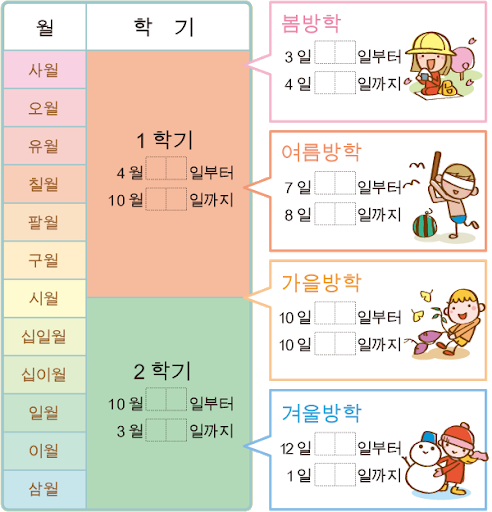 월
학 기
사월
오월
유월
칠월
팔월
구월
시월
십일월
십이월
일월
이월
삼월
1 학기
4 월 일부터
10 월 일까지
2 학기
10 월 일부터
3 월 일까지
봄방학
3 일 일부터
4 일 일까지
여름방학
7 일 일부터
8 일 일까지
가을방학
10 일 일부터
10 일 일까지
겨울방학
12 일 일부터
1 일 일까지